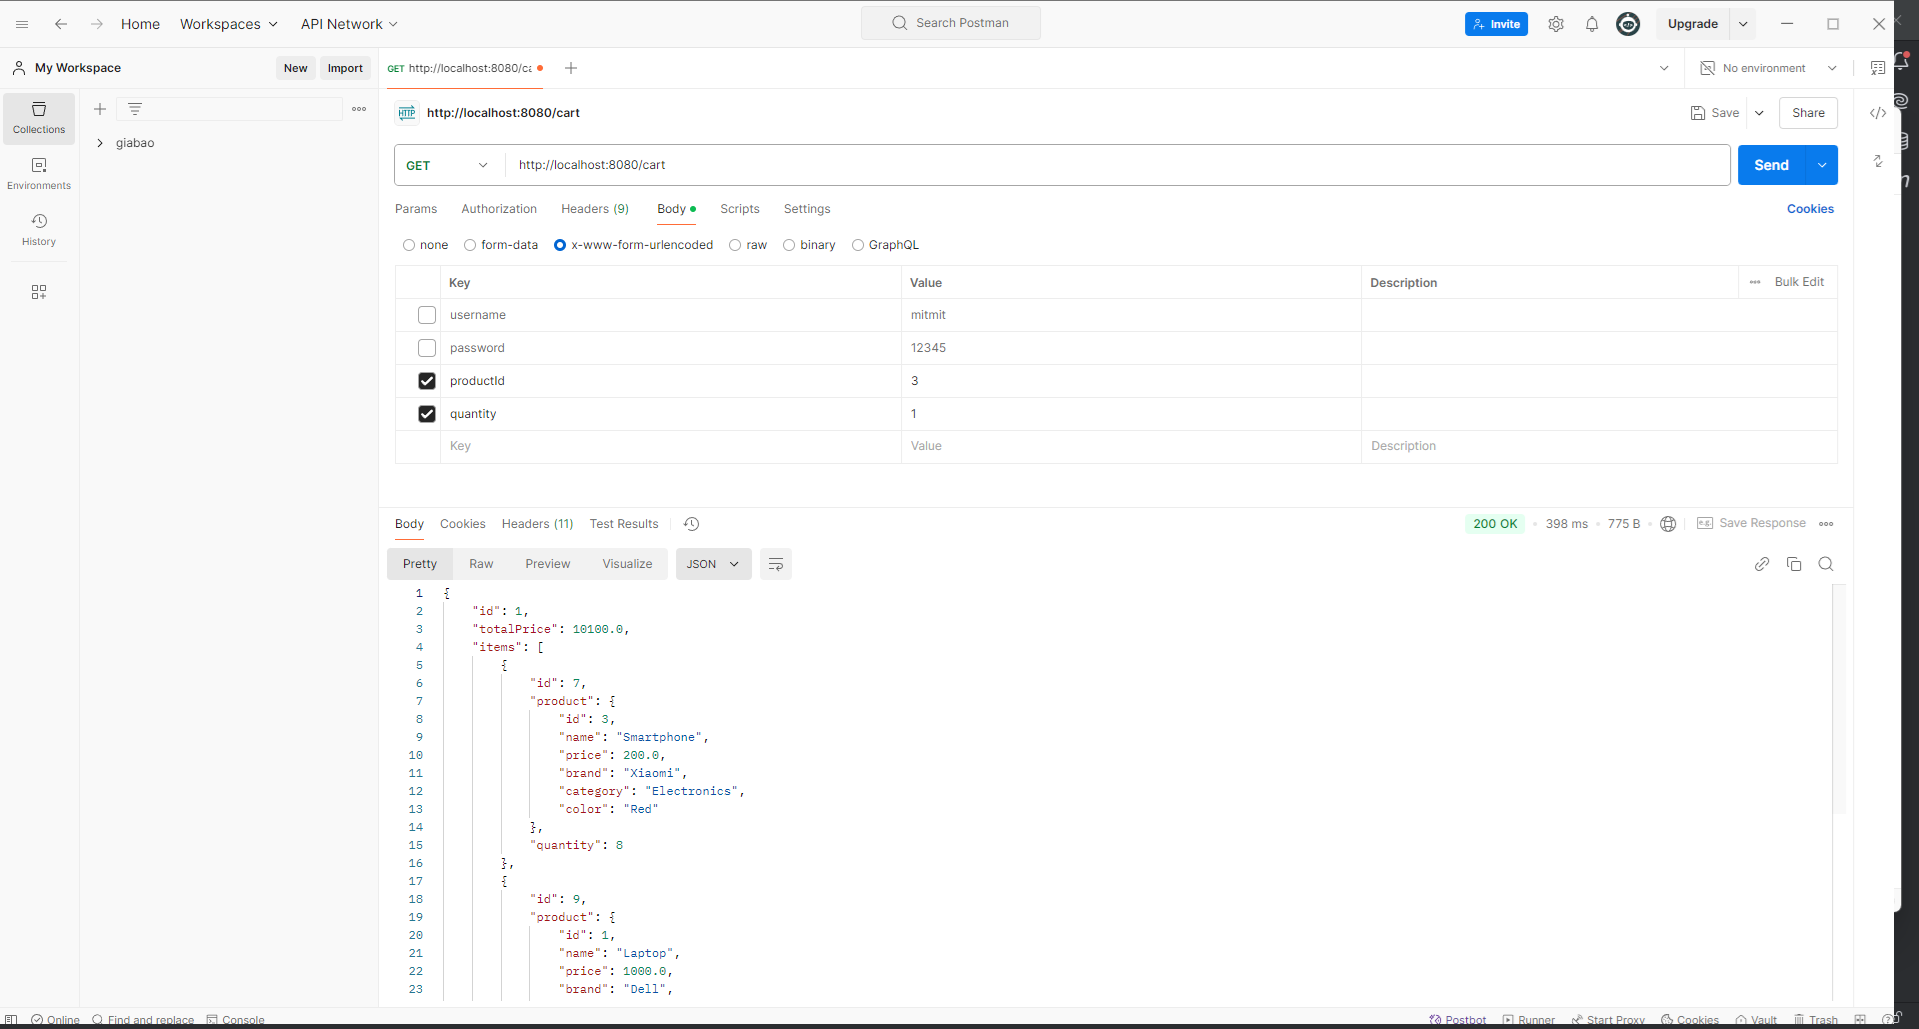 Home Workspaces API Network Search Postman Invite Upgrade
My Workspace New Import GET http://localhost:8080/ca No environment
HTTP http://localhost:8080/cart Save Share
Collections
giabao
GET http://localhost:8080/cart Send
Environments
Params Authorization Headers (9) Body Scripts Settings Cookies
History
none form-data x-www-form-urlencoded raw binary GraphQL
Key Value Description Bulk Edit
username mitmit
password 12345
productId 3
quantity 1
Key Value Description
Body Cookies Headers (11) Test Results 200 OK 398 ms 775 B Save Response
Pretty Raw Preview Visualize JSON
1 {
2 "id": 1,
3 "totalPrice": 10100.0,
4 "items": [
5 {
6 "id": 7,
7 "product": {
8 "id": 3,
9 "name": "Smartphone",
10 "price": 200.0,
11 "brand": "Xiaomi",
12 "category": "Electronics",
13 "color": "Red"
14 },
15 "quantity": 8
16 },
17 {
18 "id": 9,
19 "product": {
20 "id": 1,
21 "name": "Laptop",
22 "price": 1000.0,
23 "brand": "Dell",
Online Find and replace Console Postbot Runner Start Proxy Cookies Vault Trash